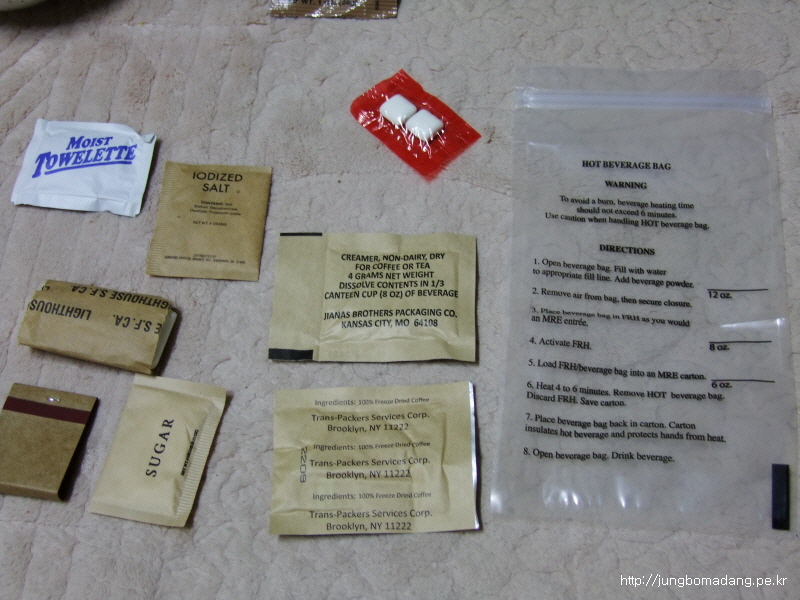 MOIST
TOWELETTE
IODIZED
SALT
NET WT 4 GRAMS
E S.F. CA.
LIGHTHOUSE S.F. CA.
LIGHTHOUS
SUGAR
CREAMER, NON-DAIRY, DRY
FOR COFFEE OR TEA
4 GRAMS NET WEIGHT
DISSOLVE CONTENTS IN 1/3
CANTEEN CUP (8 OZ) OF BEVERAGE
JIANAS BROTHERS PACKAGING CO.
KANSAS CITY, MO 64108
Ingredients: 100% Freeze Dried Coffee
Trans-Packers Services Corp.
Brooklyn, NY 11222
Ingredients: 100% Freeze Dried Coffee
Trans-Packers Services Corp.
Brooklyn, NY 11222
Ingredients: 100% Freeze Dried Coffee
Trans-Packers Services Corp.
Brooklyn, NY 11222
2209
HOT BEVERAGE BAG
WARNING
To avoid a burn, beverage heating time
should not exceed 6 minutes.
Use caution when handling HOT beverage bag.
DIRECTIONS
1. Open beverage bag. Fill with water
to appropriate fill line. Add beverage powder.
2. Remove air from bag, then secure closure.
3. Place beverage bag in FRH as you would
an MRE entrée.
4. Activate FRH.
5. Load FRH/beverage bag into an MRE carton.
6. Heat 4 to 6 minutes. Remove HOT beverage bag.
Discard FRH. Save carton.
7. Place beverage bag back in carton. Carton
insulates hot beverage and protects hands from heat.
8. Open beverage bag. Drink beverage.
12 oz.
8 oz.
6 oz.
http://jungbomadang.pe.kr